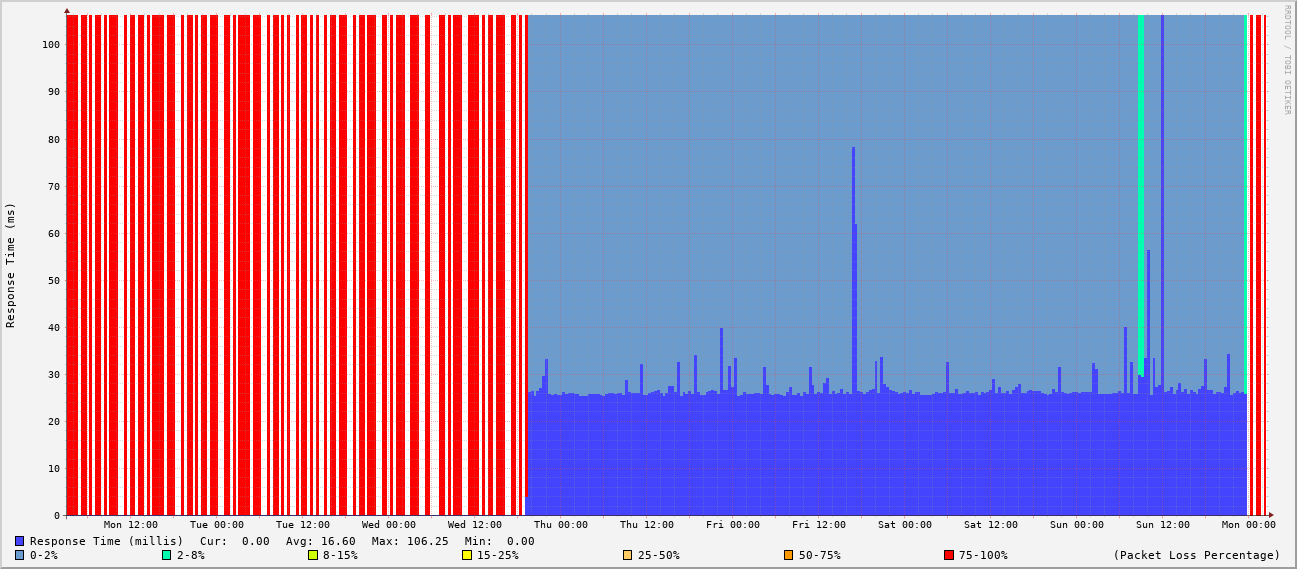 RRDTOOL / TOBI OETIKER
Response Time (ms)
100
90
80
70
60
50
40
30
20
10
0
Mon 12:00 Tue 00:00 Tue 12:00 Wed 00:00 Wed 12:00 Thu 00:00 Thu 12:00 Fri 00:00 Fri 12:00 Sat 00:00 Sat 12:00 Sun 00:00 Sun 12:00 Mon 00:00
Response Time (millis) Cur: 0.00 Avg: 16.60 Max: 106.25 Min: 0.00
0-2% 2-8% 8-15% 15-25% 25-50% 50-75% 75-100% (Packet Loss Percentage)